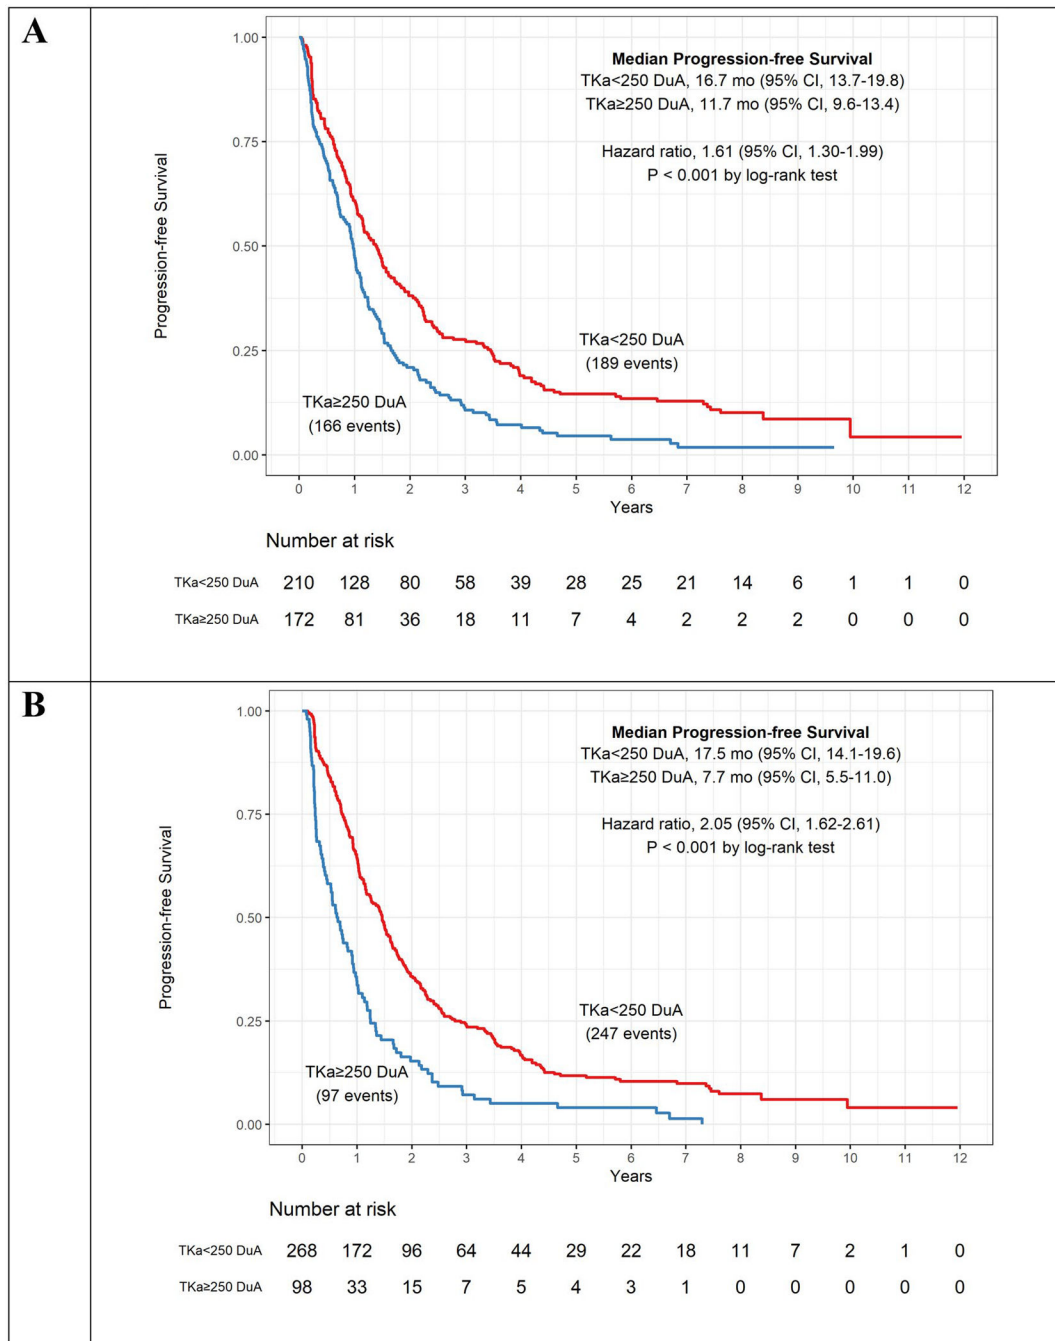 A
1.00
0.75
0.50
0.25
0.00
Progression-free Survival
Median Progression-free Survival
TKa<250 DuA, 16.7 mo (95% CI, 13.7-19.8)
TKa≥250 DuA, 11.7 mo (95% CI, 9.6-13.4)
Hazard ratio, 1.61 (95% CI, 1.30-1.99)
P < 0.001 by log-rank test
TKa<250 DuA
(189 events)
TKa≥250 DuA
(166 events)
0 1 2 3 4 5 6 7 8 9 10 11 12
Years
Number at risk
TKa<250 DuA 210 128 80 58 39 28 25 21 14 6 1 1 0
TKa≥250 DuA 172 81 36 18 11 7 4 2 2 2 0 0 0
B
1.00
0.75
0.50
0.25
0.00
Progression-free Survival
Median Progression-free Survival
TKa<250 DuA, 17.5 mo (95% CI, 14.1-19.6)
TKa≥250 DuA, 7.7 mo (95% CI, 5.5-11.0)
Hazard ratio, 2.05 (95% CI, 1.62-2.61)
P < 0.001 by log-rank test
TKa<250 DuA
(247 events)
TKa≥250 DuA
(97 events)
0 1 2 3 4 5 6 7 8 9 10 11 12
Years
Number at risk
TKa<250 DuA 268 172 96 64 44 29 22 18 11 7 2 1 0
TKa≥250 DuA 98 33 15 7 5 4 3 1 0 0 0 0 0